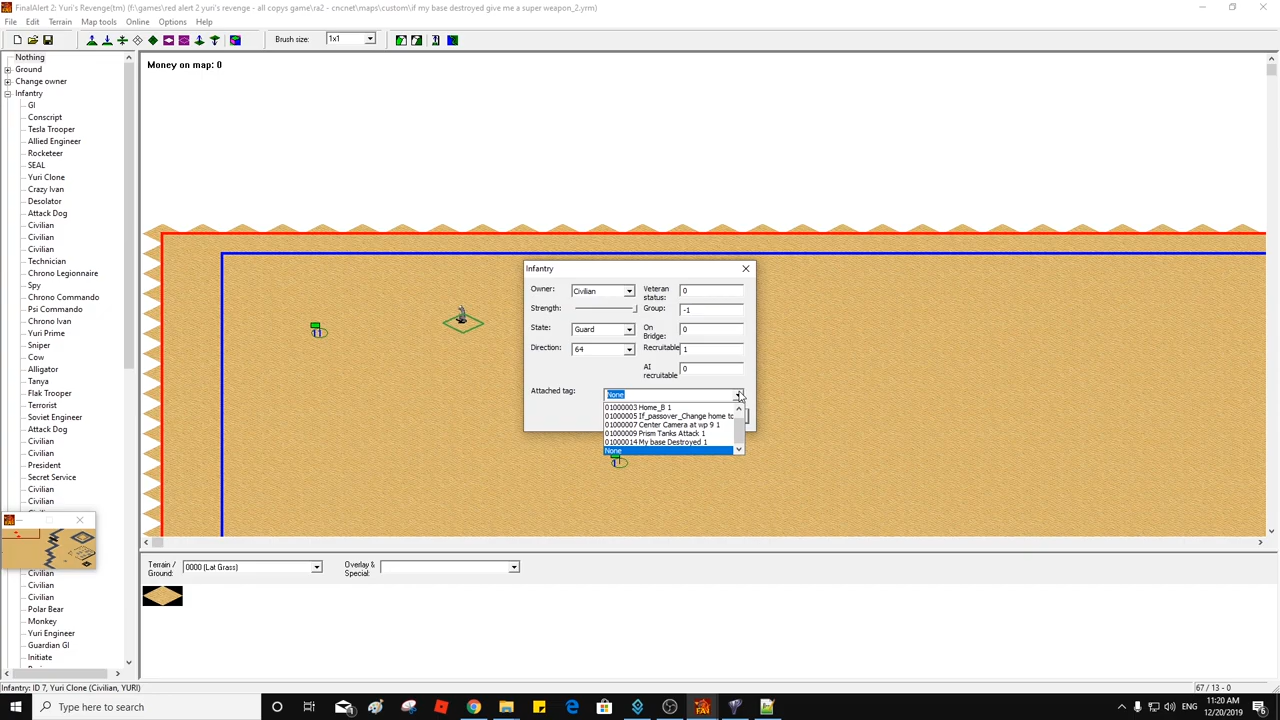 FinalAlert 2: Yuri's Revenge(tm) (f:\games\red alert 2 yuri's revenge - all copys game\ra2 - cncnet\maps\custom\if my base destroyed give me a super weapon_2.yrm)
File Edit Terrain Map tools Online Options Help
Brush size: 1x1
Nothing
Ground
Change owner
Infantry
GI
Conscript
Tesla Trooper
Allied Engineer
Rocketeer
SEAL
Yuri Clone
Crazy Ivan
Desolator
Attack Dog
Civilian
Civilian
Civilian
Technician
Chrono Legionnaire
Spy
Chrono Commando
Psi Commando
Chrono Ivan
Yuri Prime
Sniper
Cow
Alligator
Tanya
Flak Trooper
Terrorist
Soviet Engineer
Attack Dog
Civilian
Civilian
President
Secret Service
Civilian
Civilian
Civilian
Civilian
Civilian
Polar Bear
Monkey
Yuri Engineer
Guardian GI
Initiate
Money on map: 0
11
Infantry
Owner: Civilian
Veteran status: 0
Strength:
Group: -1
State: Guard
On Bridge: 0
Direction: 64
Recruitable 1
AI recruitable 0
Attached tag: None
01000003 Home_B 1
01000005 If_passover_Change home to
01000007 Center Camera at wp 9 1
01000009 Prism Tanks Attack 1
01000014 My base Destroyed 1
None
Terrain / Ground: 0000 (Lat Grass)
Overlay & Special:
Infantry: ID 7, Yuri Clone (Civilian, YURI)
67 / 13 - 0
Type here to search
ENG
11:20 AM
12/20/2019